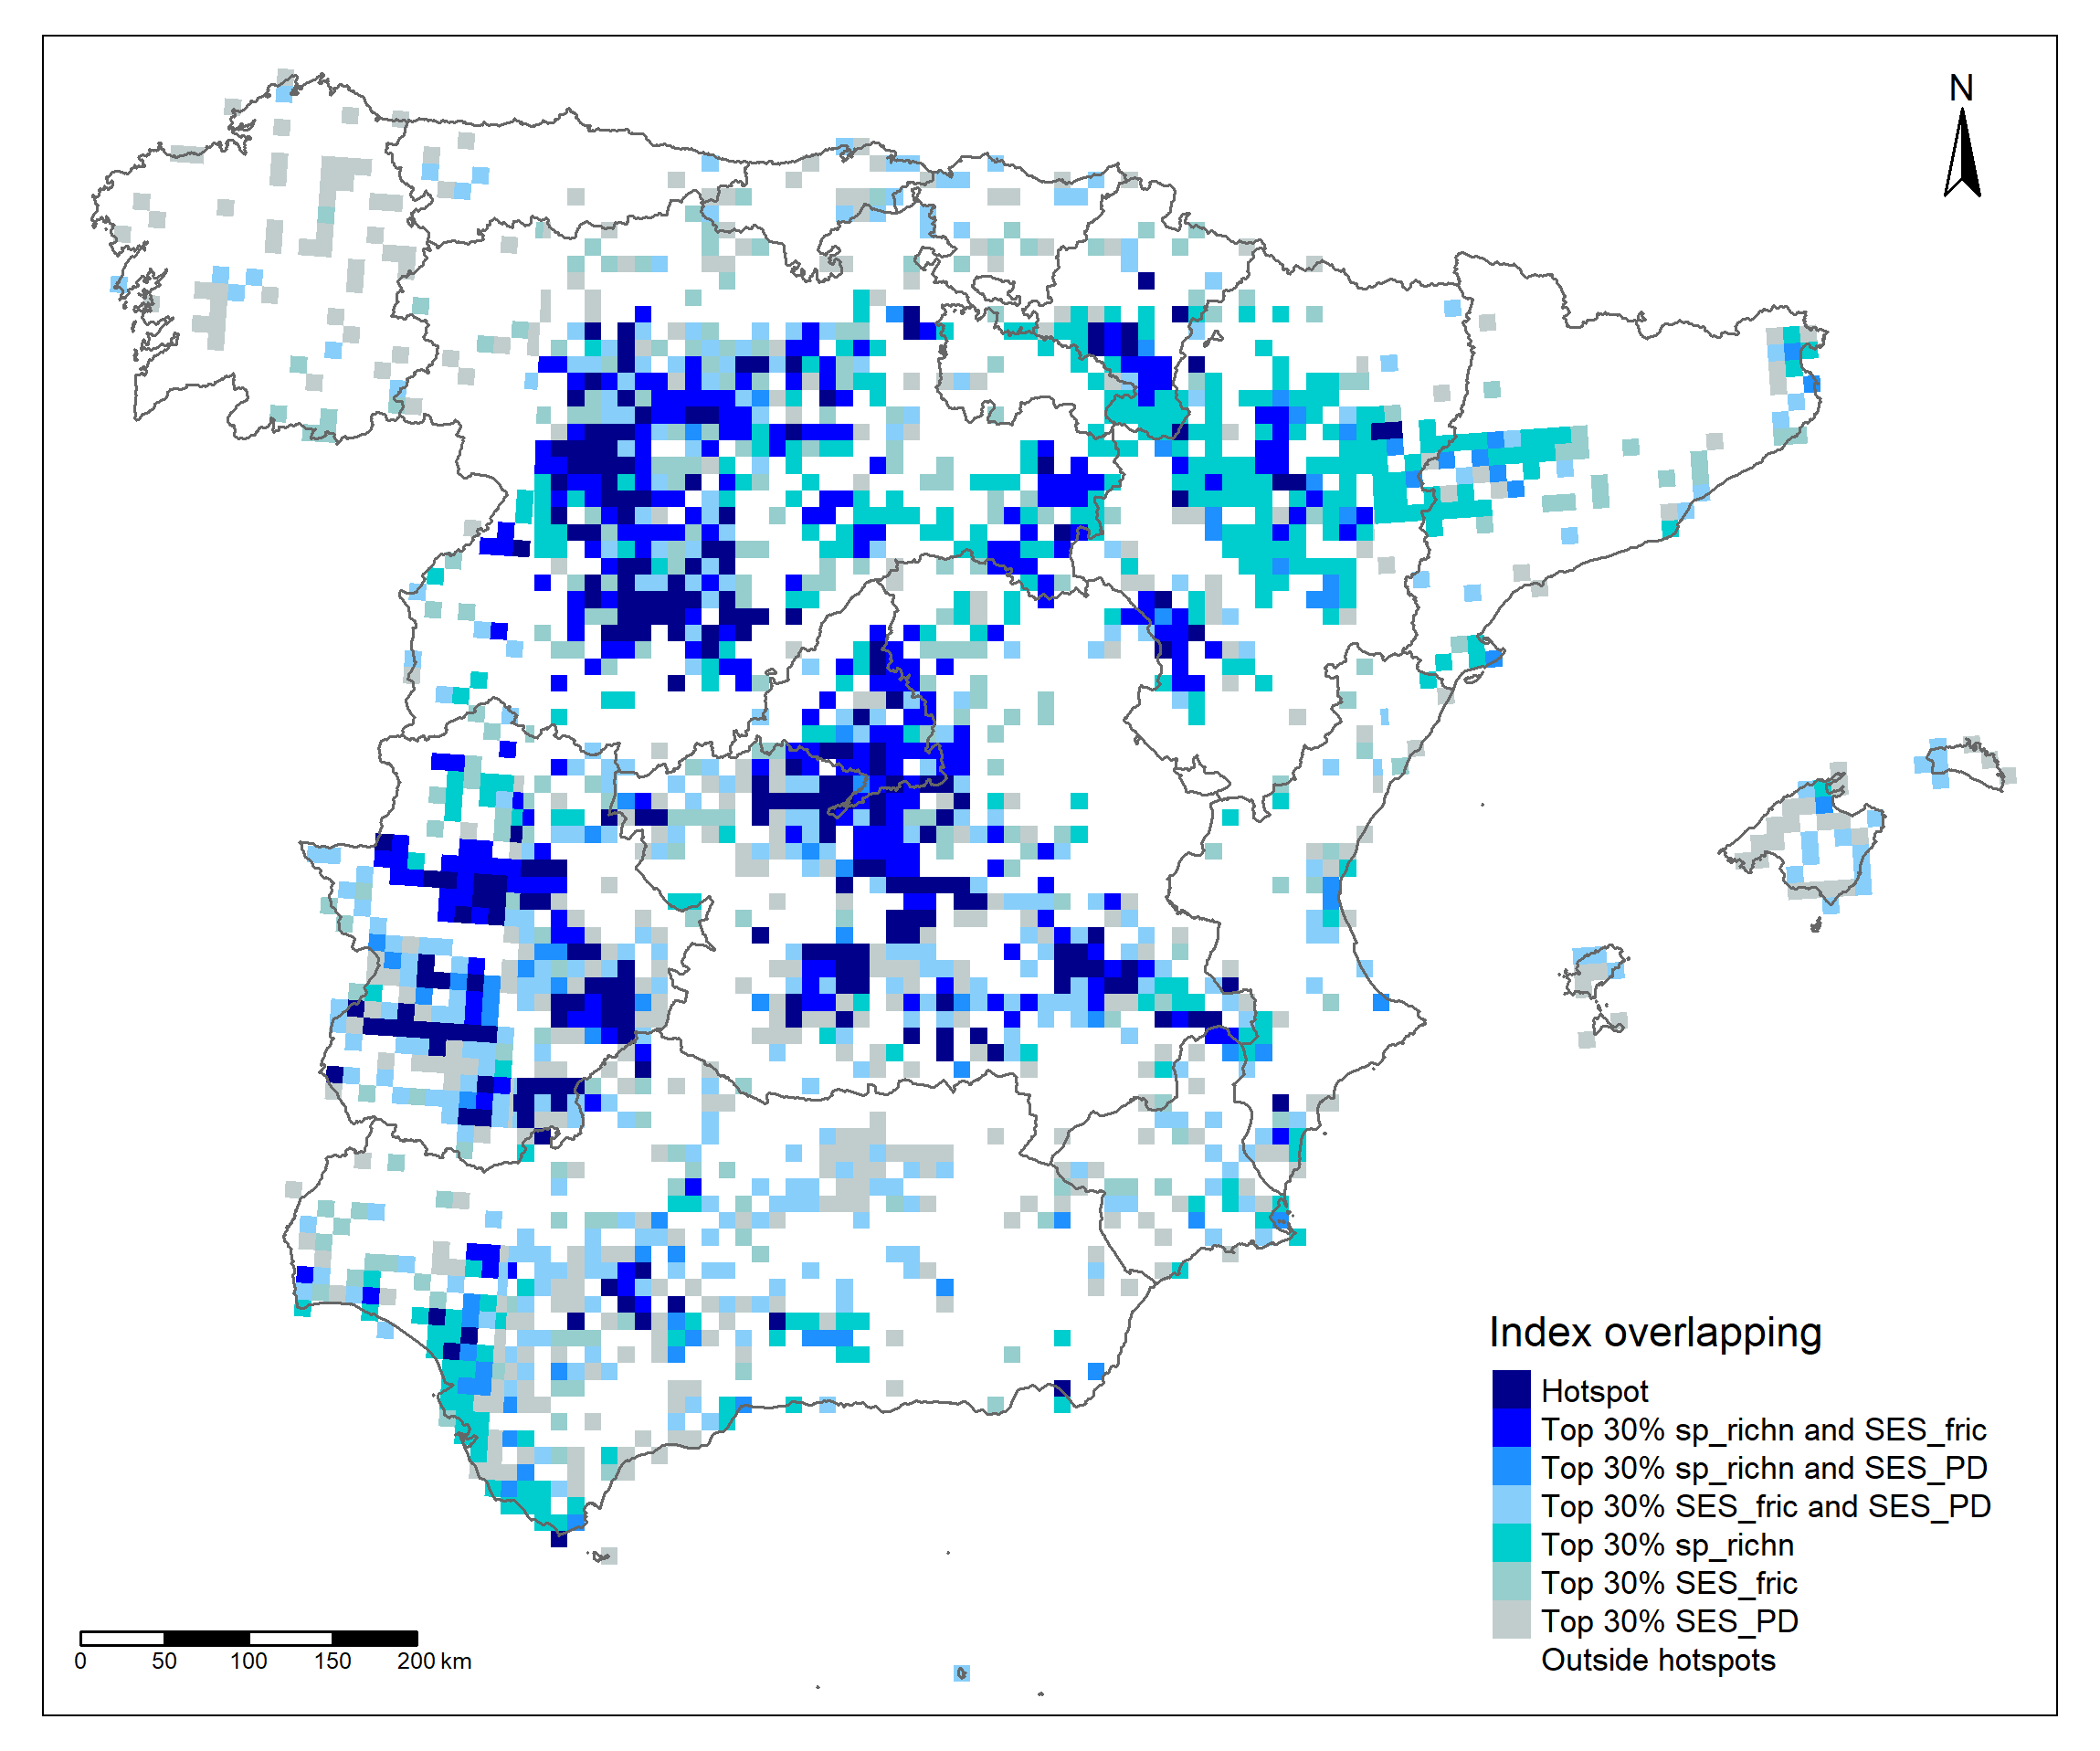 N
Index overlapping
Hotspot
Top 30% sp_richn and SES_fric
Top 30% sp_richn and SES_PD
Top 30% SES_fric and SES_PD
Top 30% sp_richn
Top 30% SES_fric
Top 30% SES_PD
Outside hotspots
0 50 100 150 200 km